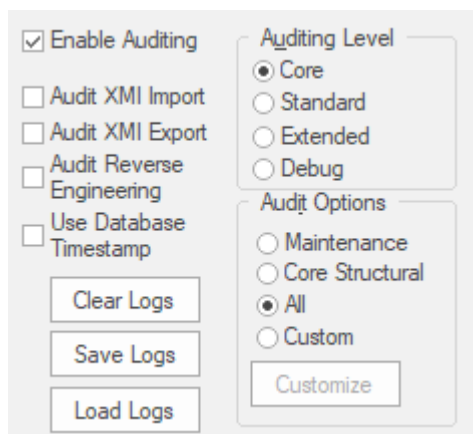 Enable Auditing
Audit XMI Import
Audit XMI Export
Audit Reverse
Engineering
Use Database
Timestamp
Clear Logs
Save Logs
Load Logs
Auditing Level
Core
Standard
Extended
Debug
Audit Options
Maintenance
Core Structural
All
Custom
Customize